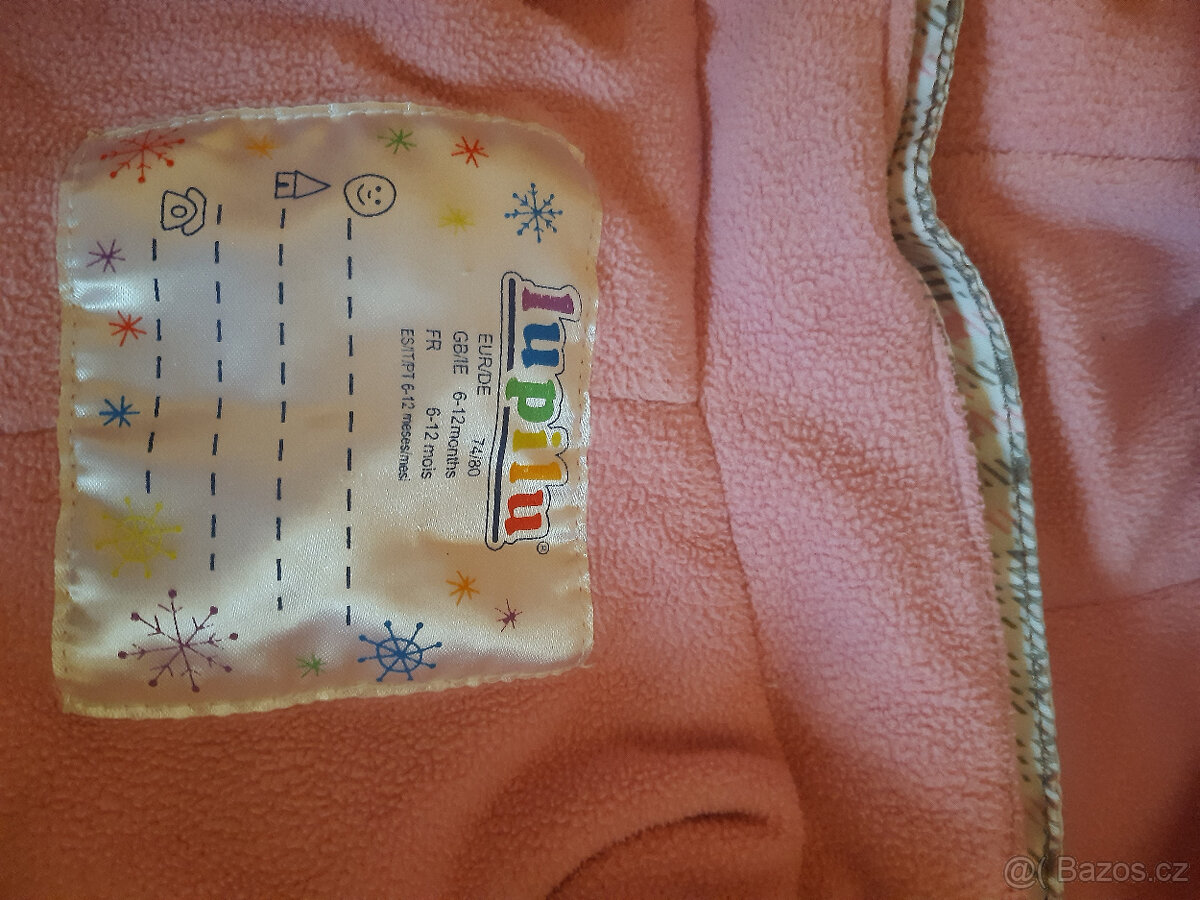 lupilu®
EUR/DE 74/80
GB/IE 6-12months
FR 6-12 mois
ES/IT/PT 6-12 meses/mesi
@( Bazos.cz